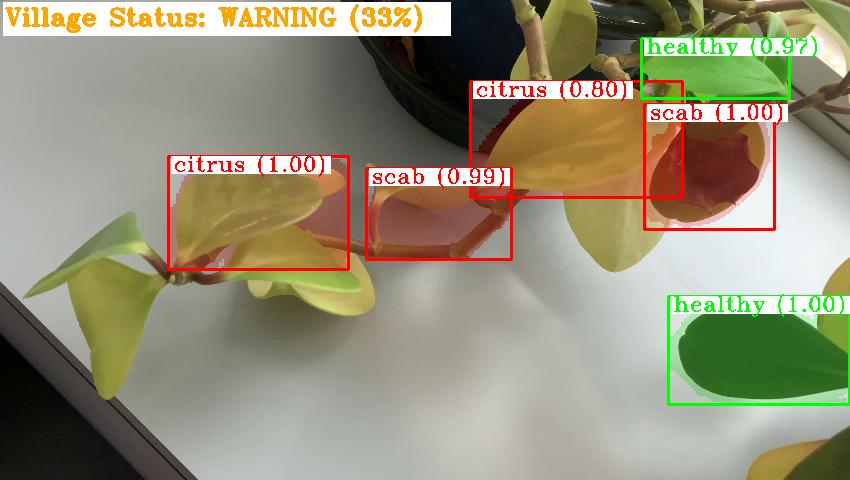 Village Status: WARNING (33%)
healthy (0.97)
citrus (0.80)
scab (1.00)
citrus (1.00)
scab (0.99)
healthy (1.00)